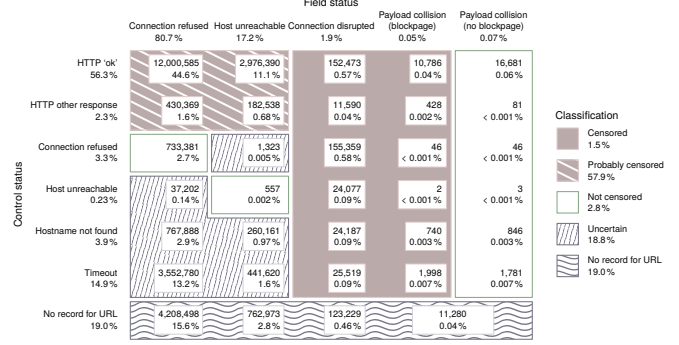 Field status
Connection refused Host unreachable Connection disrupted Payload collision (blockpage) Payload collision (no blockpage)
80.7% 17.2% 1.9% 0.05% 0.07%
Control status
HTTP 'ok' 12,000,585 2,976,390 152,473 10,786 16,681
56.3% 44.6% 11.1% 0.57% 0.04% 0.06%
HTTP other response 430,369 182,538 11,590 428 81
2.3% 1.6% 0.68% 0.04% 0.002% < 0.001%
Connection refused 733,381 1,323 155,359 46 46
3.3% 2.7% 0.005% 0.58% < 0.001% < 0.001%
Host unreachable 37,202 557 24,077 2 3
0.23% 0.14% 0.002% 0.09% < 0.001% < 0.001%
Hostname not found 767,888 260,161 24,187 740 846
3.9% 2.9% 0.97% 0.09% 0.003% 0.003%
Timeout 3,552,780 441,620 25,519 1,998 1,781
14.9% 13.2% 1.6% 0.09% 0.007% 0.007%
No record for URL 4,208,498 762,973 123,229 11,280
19.0% 15.6% 2.8% 0.46% 0.04%
Classification
Censored
1.5%
Probably censored
57.9%
Not censored
2.8%
Uncertain
18.8%
No record for URL
19.0%